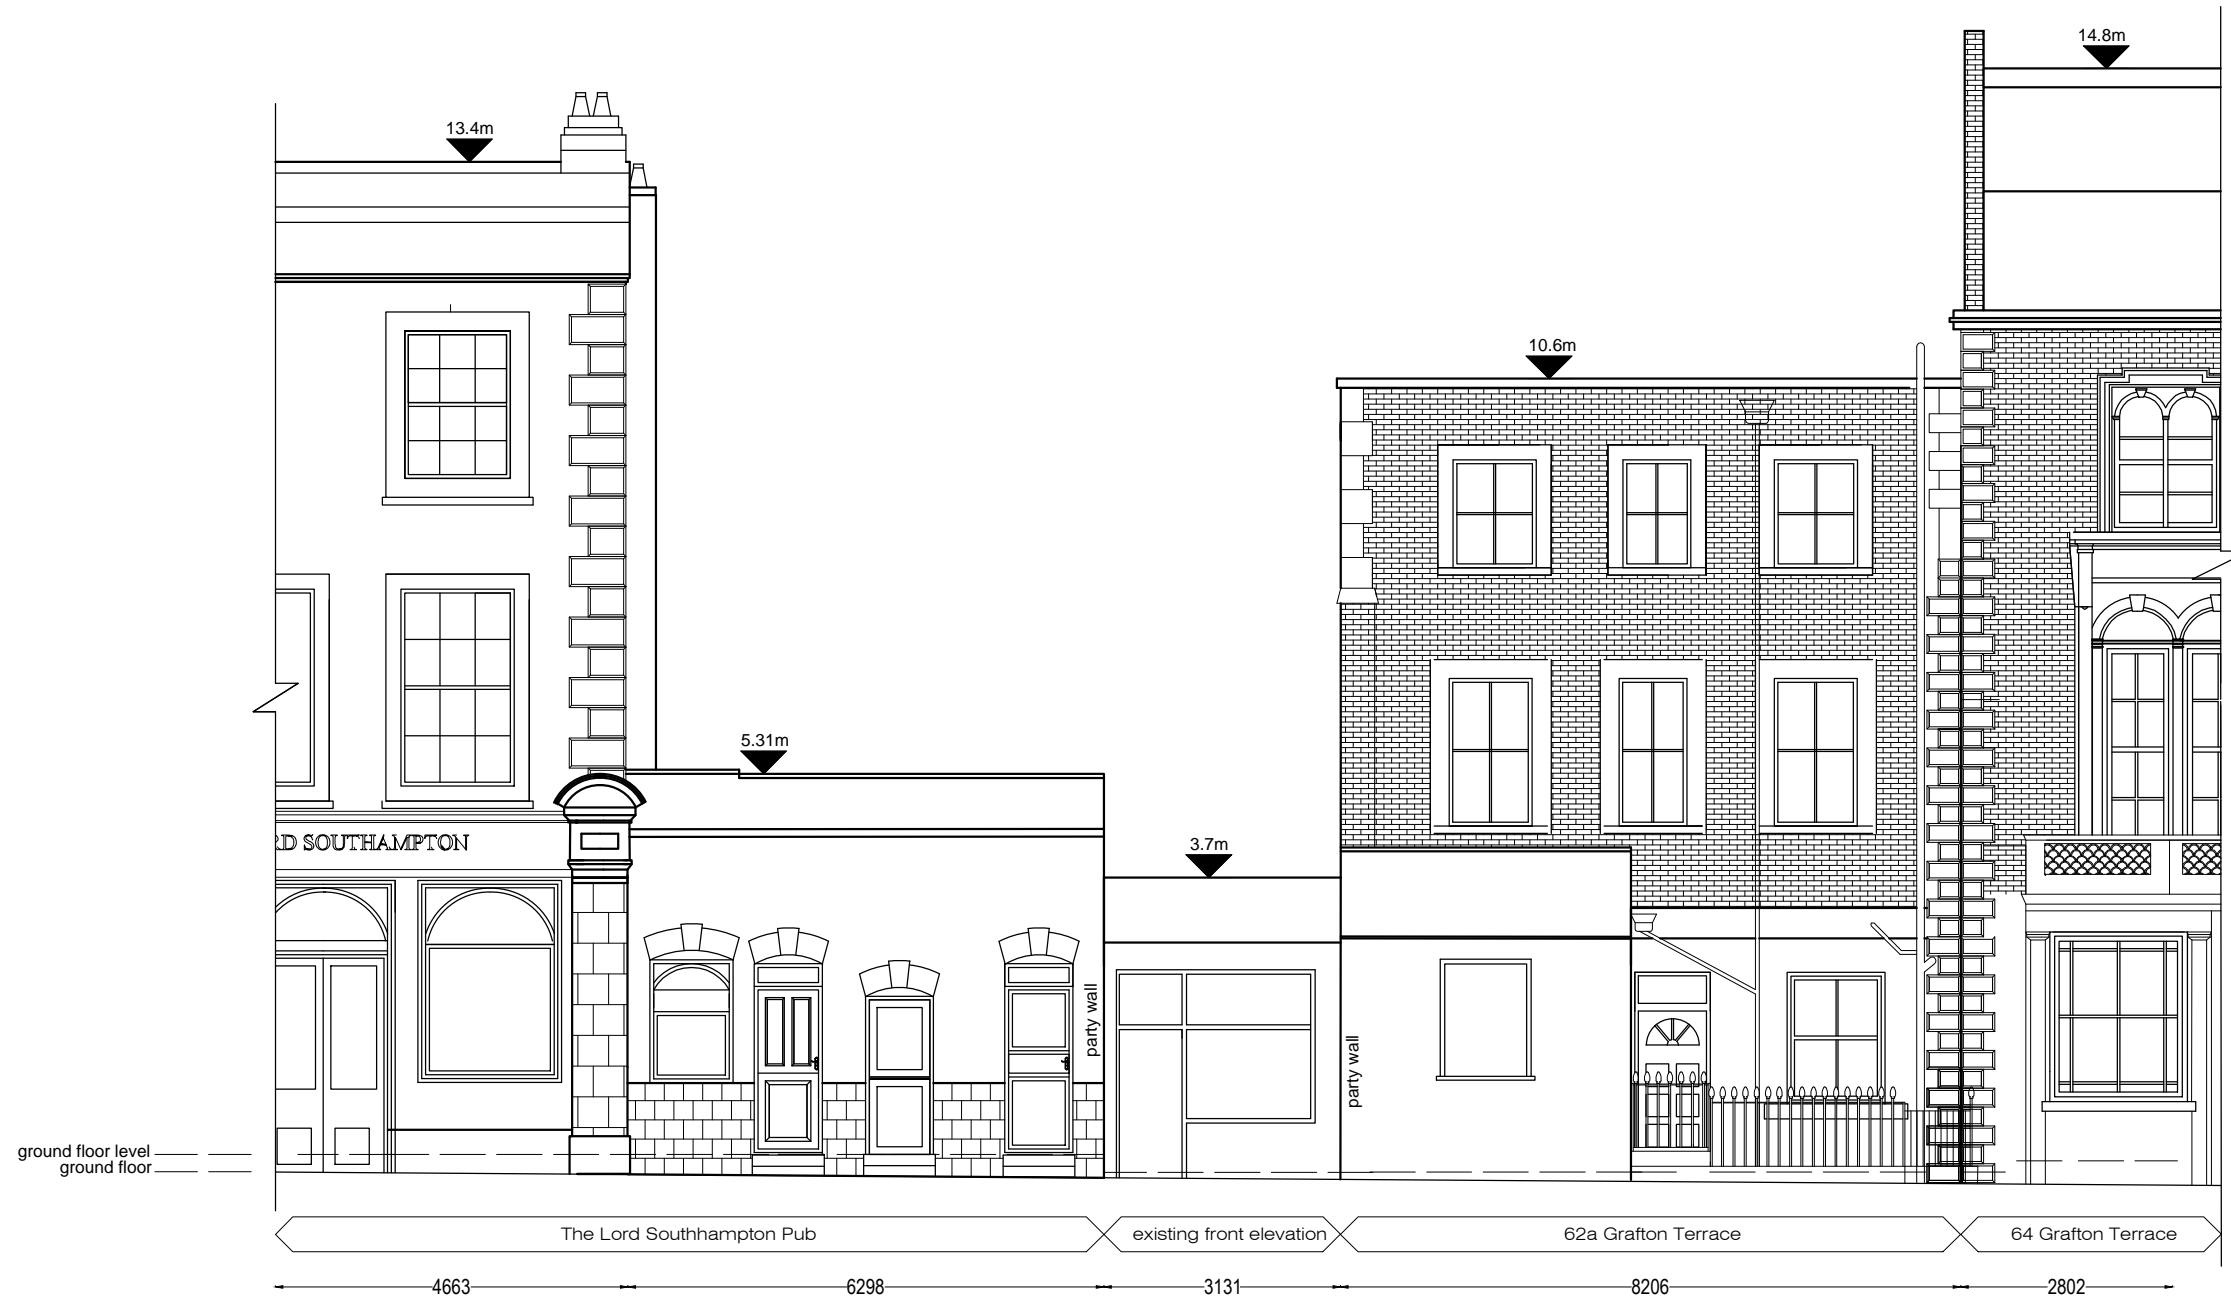 14.8m
13.4m
10.6m
5.31m
RD SOUTHAMPTON
3.7m
party wall
party wall
ground floor level
ground floor
The Lord Southhampton Pub
existing front elevation
62a Grafton Terrace
64 Grafton Terrace
4663
6298
3131
8206
2802